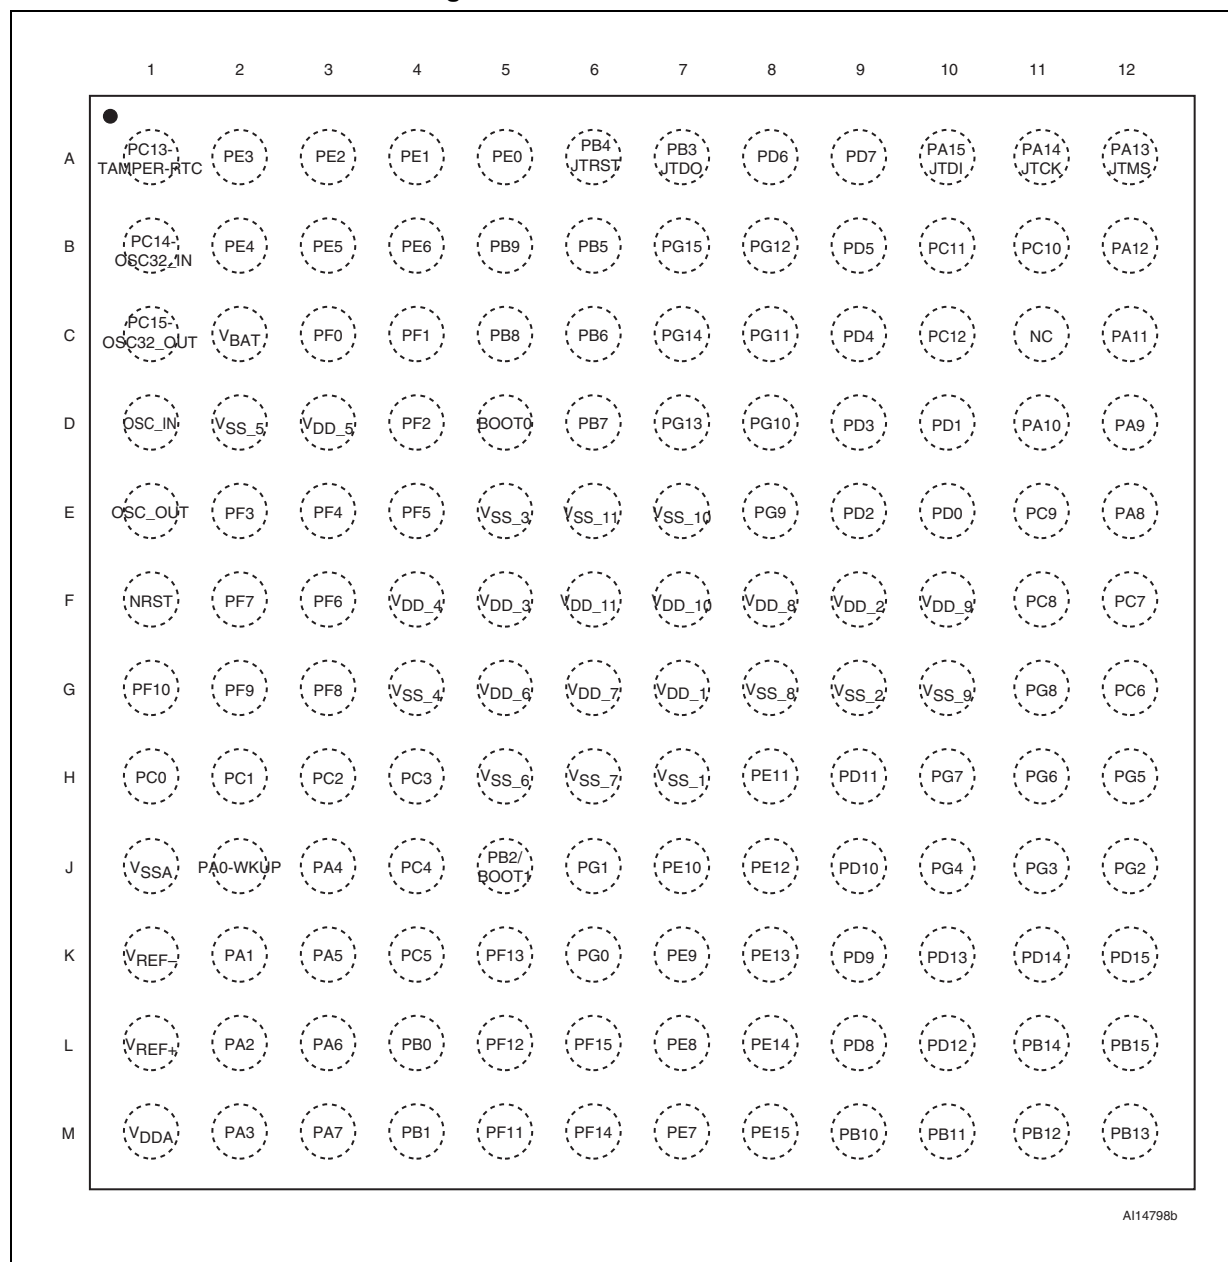 1 2 3 4 5 6 7 8 9 10 11 12
A PC13-TAMPER-RTC PE3 PE2 PE1 PE0 PB4 JTRST PB3 JTDO PD6 PD7 PA15 JTDI PA14 JTCK PA13 JTMS
B PC14-OSC32_IN PE4 PE5 PE6 PB9 PB5 PG15 PG12 PD5 PC11 PC10 PA12
C PC15-OSC32_OUT VBAT PF0 PF1 PB8 PB6 PG14 PG11 PD4 PC12 NC PA11
D OSC_IN VSS_5 VDD_5 PF2 BOOT0 PB7 PG13 PG10 PD3 PD1 PA10 PA9
E OSC_OUT PF3 PF4 PF5 VSS_3 VSS_11 VSS_10 PG9 PD2 PD0 PC9 PA8
F NRST PF7 PF6 VDD_4 VDD_3 VDD_11 VDD_10 VDD_8 VDD_2 VDD_9 PC8 PC7
G PF10 PF9 PF8 VSS_4 VDD_6 VDD_7 VDD_1 VSS_8 VSS_2 VSS_9 PG8 PC6
H PC0 PC1 PC2 PC3 VSS_6 VSS_7 VSS_1 PE11 PD11 PG7 PG6 PG5
J VSSA PA0-WKUP PA4 PC4 PB2/BOOT1 PG1 PE10 PE12 PD10 PG4 PG3 PG2
K VREF– PA1 PA5 PC5 PF13 PG0 PE9 PE13 PD9 PD13 PD14 PD15
L VREF+ PA2 PA6 PB0 PF12 PF15 PE8 PE14 PD8 PD12 PB14 PB15
M VDDA PA3 PA7 PB1 PF11 PF14 PE7 PE15 PB10 PB11 PB12 PB13
AI14798b